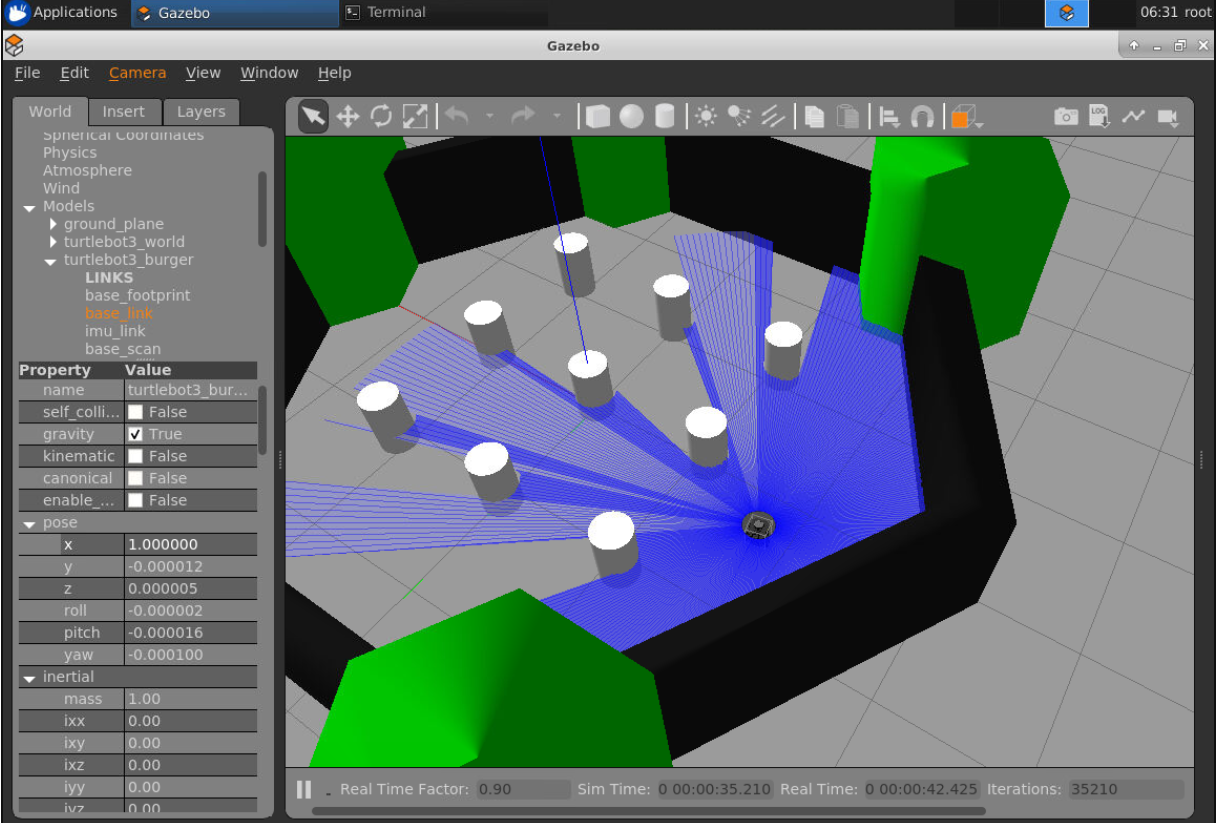 Applications Gazebo Terminal 06:31 root
Gazebo
File Edit Camera View Window Help
World Insert Layers
Spherical Coordinates
Physics
Atmosphere
Wind
Models
ground_plane
turtlebot3_world
turtlebot3_burger
LINKS
base_footprint
base_link
imu_link
base_scan
Property Value
name turtlebot3_bur...
self_colli... False
gravity True
kinematic False
canonical False
enable_... False
pose
x 1.000000
y -0.000012
z 0.000005
roll -0.000002
pitch -0.000016
yaw -0.000100
inertial
mass 1.00
ixx 0.00
ixy 0.00
ixz 0.00
iyy 0.00
iyz 0.00
LOG
Real Time Factor: 0.90 Sim Time: 0 00:00:35.210 Real Time: 0 00:00:42.425 Iterations: 35210